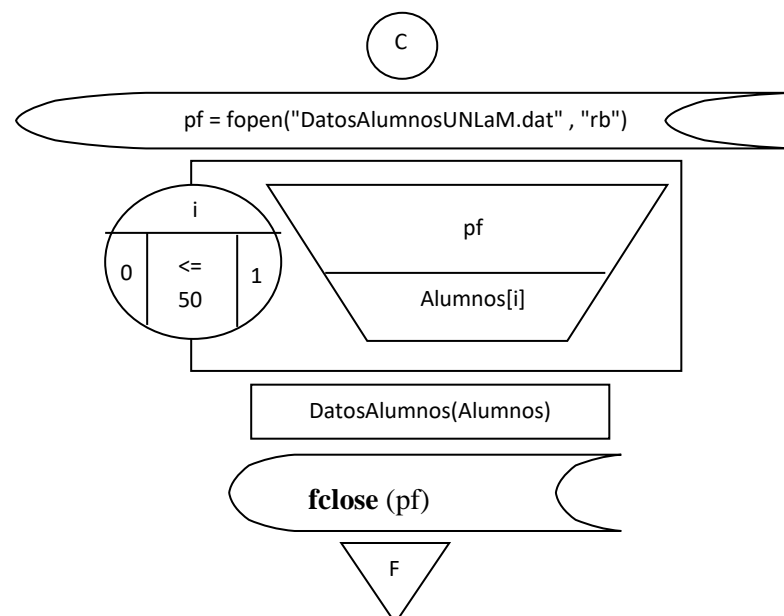 C
pf = fopen("DatosAlumnosUNLaM.dat" , "rb")
i
0
<=
50
1
pf
Alumnos[i]
DatosAlumnos(Alumnos)
fclose (pf)
F